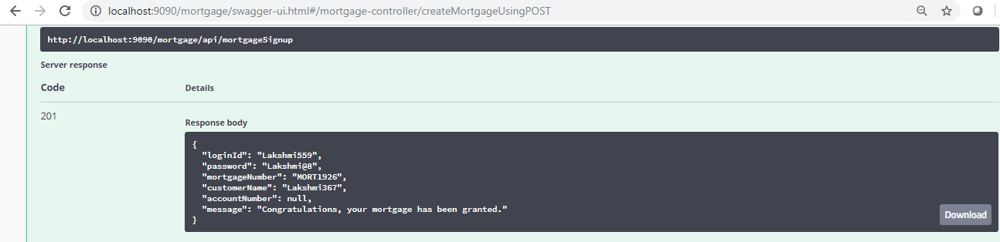 localhost:9090/mortgage/swagger-ui.html#/mortgage-controller/createMortgageUsingPOST
http://localhost:9090/mortgage/api/mortgageSignup
Server response
Code Details
201
Response body
{
"loginId": "Lakshmi559",
"password": "Lakshmi@8",
"mortgageNumber": "MORT1926",
"customerName": "Lakshmi367",
"accountNumber": null,
"message": "Congratulations, your mortgage has been granted."
}
Download